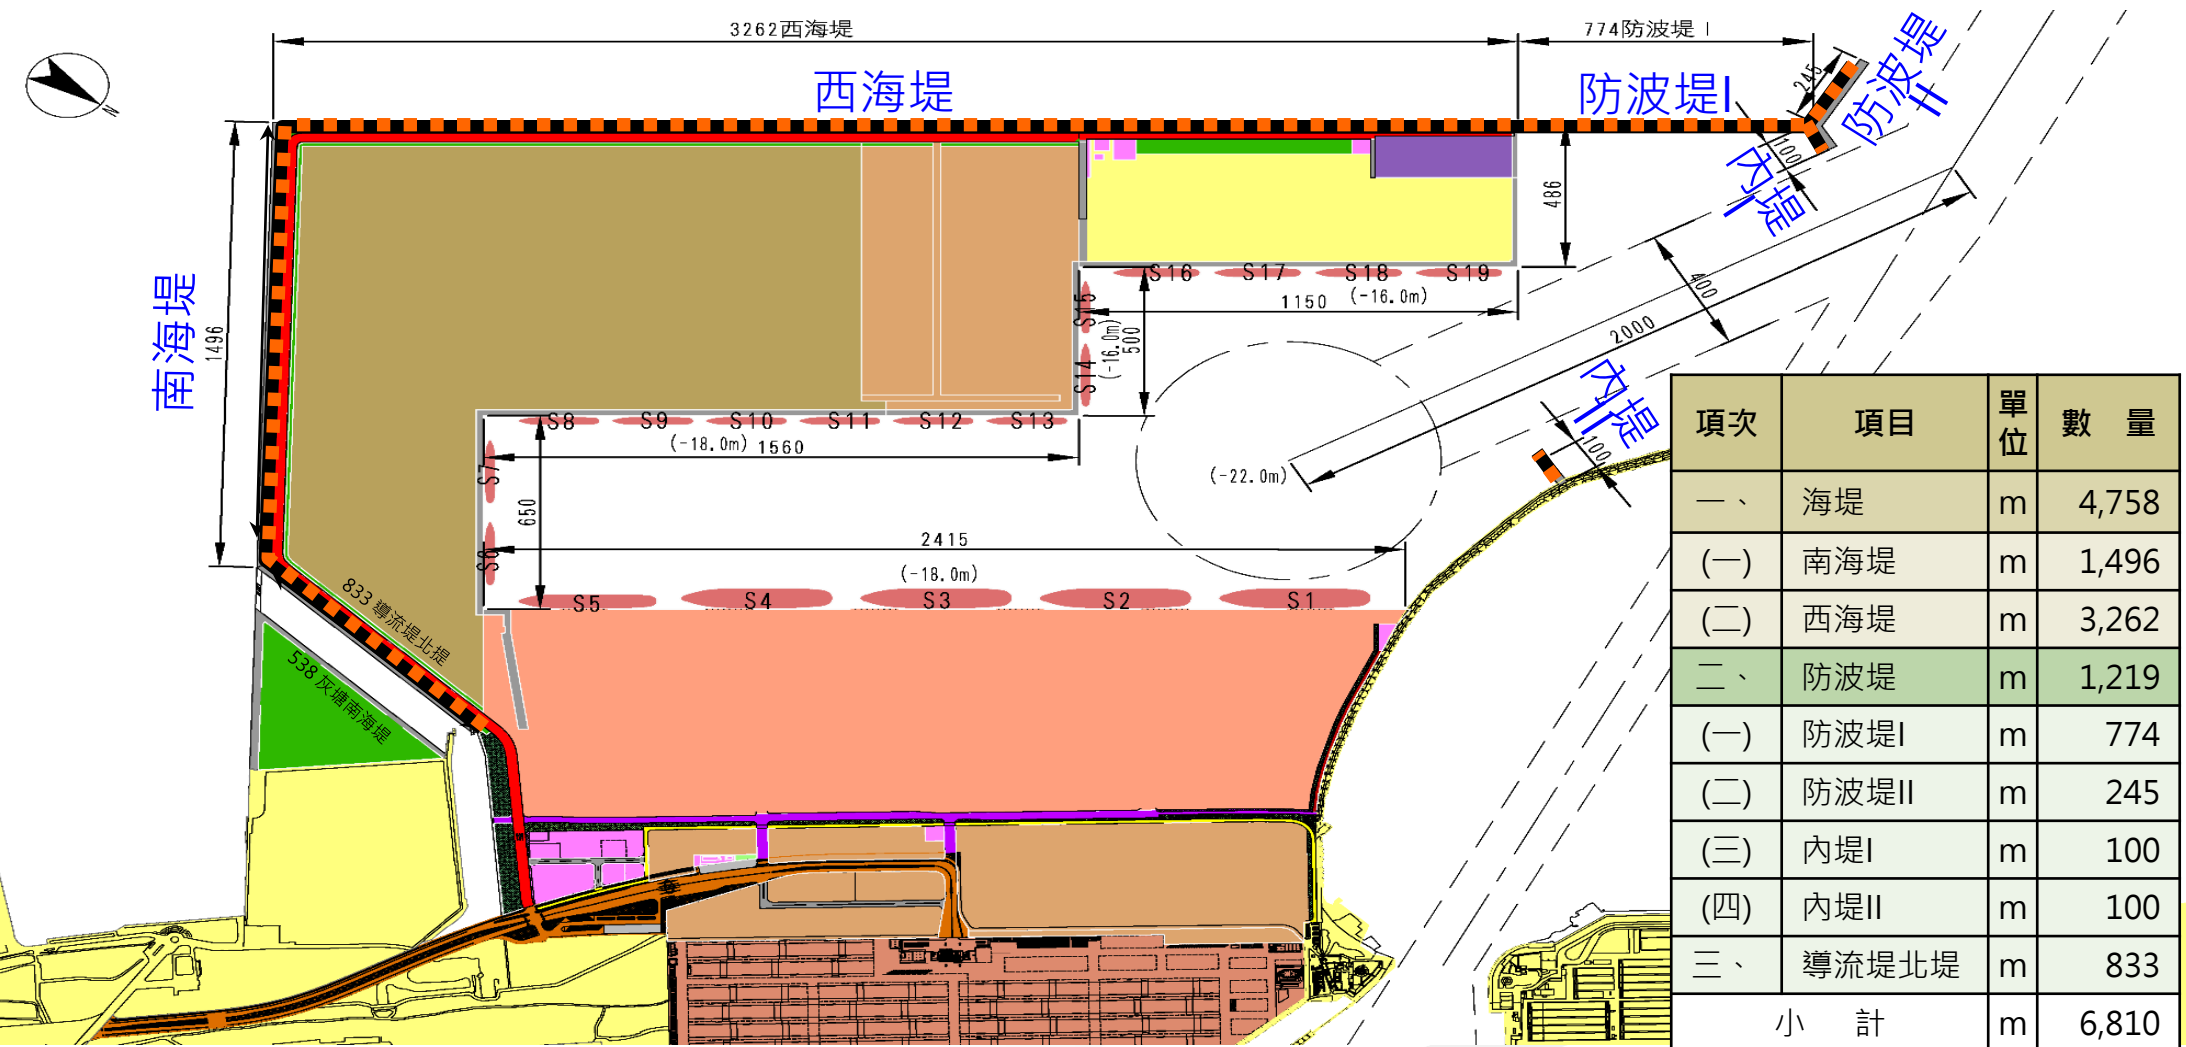 3262西海堤
774防波堤 I
西海堤
防波堤I
防波堤II
245
N
100
內堤I
486
南海堤
1496
S16
S17
S18
S19
1150
(-16.0m)
S15
S14
(-16.0m)
500
400
2000
S8
S9
S10
S11
S12
S13
(-18.0m)
1560
S7
S6
650
(-22.0m)
內堤II
100
2415
(-18.0m)
S5
S4
S3
S2
S1
833 導流堤北提
538 灰塘南海堤
項次 項目 單位 數 量
一、 海堤 m 4,758
(一) 南海堤 m 1,496
(二) 西海堤 m 3,262
二、 防波堤 m 1,219
(一) 防波堤I m 774
(二) 防波堤II m 245
(三) 內堤I m 100
(四) 內堤II m 100
三、 導流堤北堤 m 833
小 計 m 6,810